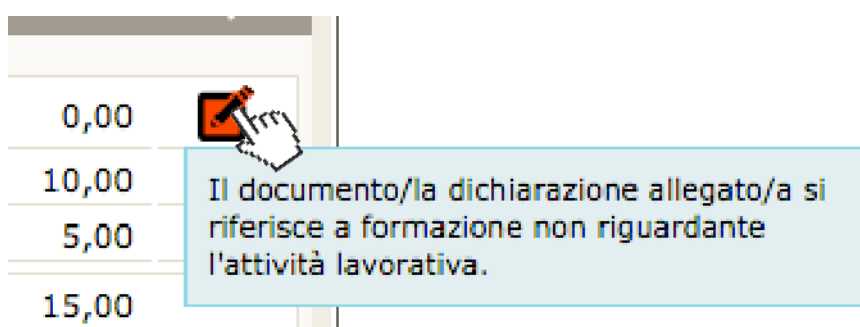 0,00
10,00
5,00
15,00
Il documento/la dichiarazione allegato/a si
riferisce a formazione non riguardante
l'attività lavorativa.